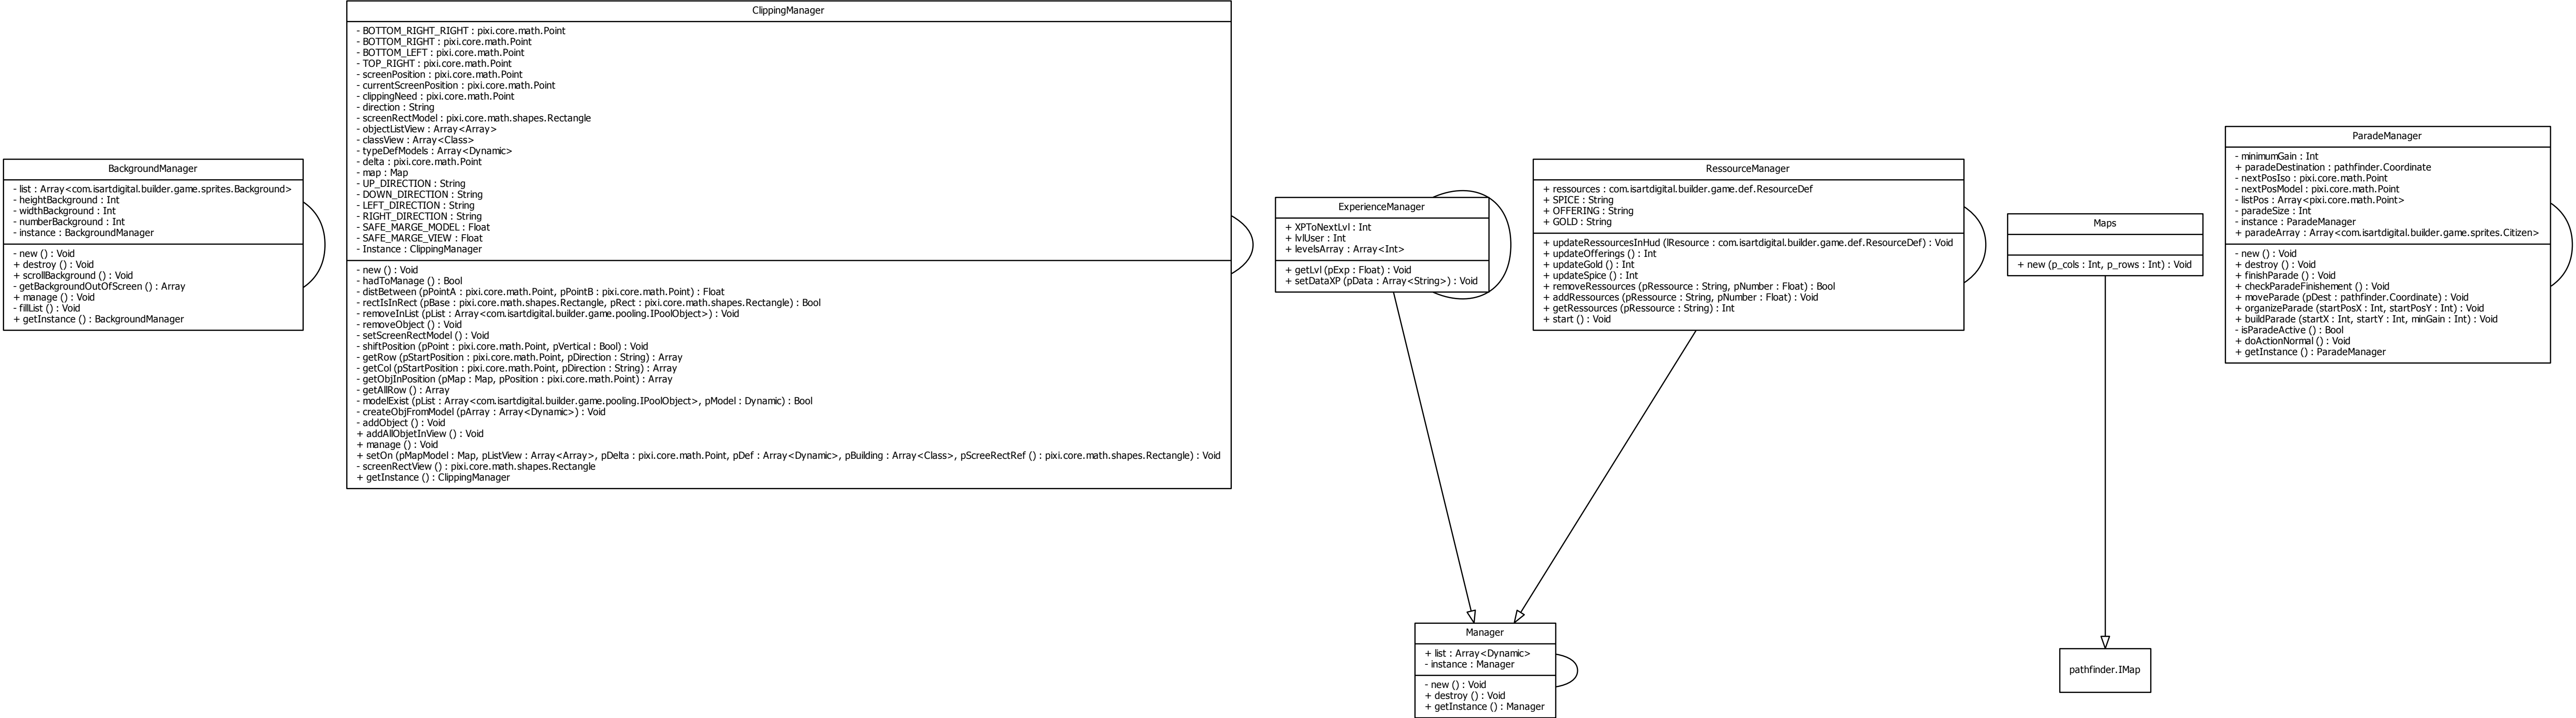 BackgroundManager
- list : Array<com.isartdigital.builder.game.sprites.Background>
- heightBackground : Int
- widthBackground : Int
- numberBackground : Int
- instance : BackgroundManager
- new () : Void
+ destroy () : Void
+ scrollBackground () : Void
- getBackgroundOutOfScreen () : Array
+ manage () : Void
- fillList () : Void
+ getInstance () : BackgroundManager
ClippingManager
- BOTTOM_RIGHT_RIGHT : pixi.core.math.Point
- BOTTOM_RIGHT : pixi.core.math.Point
- BOTTOM_LEFT : pixi.core.math.Point
- TOP_RIGHT : pixi.core.math.Point
- screenPosition : pixi.core.math.Point
- currentScreenPosition : pixi.core.math.Point
- clippingNeed : pixi.core.math.Point
- direction : String
- screenRectModel : pixi.core.math.shapes.Rectangle
- objectListView : Array<Array>
- classView : Array<Class>
- typeDefModels : Array<Dynamic>
- delta : pixi.core.math.Point
- map : Map
- UP_DIRECTION : String
- DOWN_DIRECTION : String
- LEFT_DIRECTION : String
- RIGHT_DIRECTION : String
- SAFE_MARGE_MODEL : Float
- SAFE_MARGE_VIEW : Float
- Instance : ClippingManager
- new () : Void
- hadToManage () : Bool
- distBetween (pPointA : pixi.core.math.Point, pPointB : pixi.core.math.Point) : Float
- rectIsInRect (pBase : pixi.core.math.shapes.Rectangle, pRect : pixi.core.math.shapes.Rectangle) : Bool
- removeInList (pList : Array<com.isartdigital.builder.game.pooling.IPoolObject>) : Void
- removeObject () : Void
- setScreenRectModel () : Void
- shiftPosition (pPoint : pixi.core.math.Point, pVertical : Bool) : Void
- getRow (pStartPosition : pixi.core.math.Point, pDirection : String) : Array
- getCol (pStartPosition : pixi.core.math.Point, pDirection : String) : Array
- getObjInPosition (pMap : Map, pPosition : pixi.core.math.Point) : Array
- getAllRow () : Array
- modelExist (pList : Array<com.isartdigital.builder.game.pooling.IPoolObject>, pModel : Dynamic) : Bool
- createObjFromModel (pArray : Array<Dynamic>) : Void
- addObject () : Void
+ addAllObjetInView () : Void
+ manage () : Void
+ setOn (pMapModel : Map, pListView : Array<Array>, pDelta : pixi.core.math.Point, pDef : Array<Dynamic>, pBuilding : Array<Class>, pScreeRectRef () : pixi.core.math.shapes.Rectangle) : Void
- screenRectView () : pixi.core.math.shapes.Rectangle
+ getInstance () : ClippingManager
ExperienceManager
+ XPToNextLvl : Int
+ lvlUser : Int
+ levelsArray : Array<Int>
+ getLvl (pExp : Float) : Void
+ setDataXP (pData : Array<String>) : Void
RessourceManager
+ ressources : com.isartdigital.builder.game.def.ResourceDef
+ SPICE : String
+ OFFERING : String
+ GOLD : String
+ updateRessourcesInHud (lResource : com.isartdigital.builder.game.def.ResourceDef) : Void
+ updateOfferings () : Int
+ updateGold () : Int
+ updateSpice () : Int
+ removeRessources (pRessource : String, pNumber : Float) : Bool
+ addRessources (pRessource : String, pNumber : Float) : Void
+ getRessources (pRessource : String) : Int
+ start () : Void
Maps
+ new (p_cols : Int, p_rows : Int) : Void
ParadeManager
- minimumGain : Int
+ paradeDestination : pathfinder.Coordinate
- nextPosIso : pixi.core.math.Point
- nextPosModel : pixi.core.math.Point
- listPos : Array<pixi.core.math.Point>
- paradeSize : Int
- instance : ParadeManager
+ paradeArray : Array<com.isartdigital.builder.game.sprites.Citizen>
- new () : Void
+ destroy () : Void
+ finishParade () : Void
+ checkParadeFinishement () : Void
+ moveParade (pDest : pathfinder.Coordinate) : Void
+ organizeParade (startPosX : Int, startPosY : Int) : Void
+ buildParade (startX : Int, startY : Int, minGain : Int) : Void
- isParadeActive () : Bool
+ doActionNormal () : Void
+ getInstance () : ParadeManager
Manager
+ list : Array<Dynamic>
- instance : Manager
- new () : Void
+ destroy () : Void
+ getInstance () : Manager
pathfinder.IMap